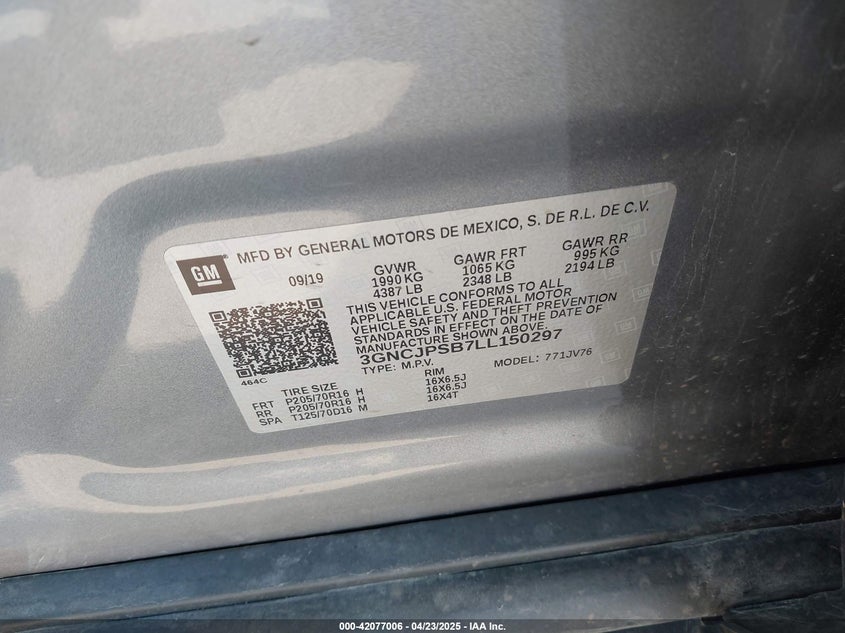 GM
MFD BY GENERAL MOTORS DE MEXICO, S. DE R.L. DE C.V.
09/19
GVWR GAWR FRT GAWR RR
1990 KG 1065 KG 995 KG
4387 LB 2348 LB 2194 LB
THIS VEHICLE CONFORMS TO ALL
APPLICABLE U.S. FEDERAL MOTOR
VEHICLE SAFETY AND THEFT PREVENTION
STANDARDS IN EFFECT ON THE DATE OF
MANUFACTURE SHOWN ABOVE.
3GNCJPSB7LL150297
TYPE: M.P.V. MODEL: 771JV76
464C
TIRE SIZE RIM
FRT P205/70R16 H 16X6.5J
RR P205/70R16 H 16X6.5J
SPA T125/70D16 M 16X4T
000-42077006 - 04/23/2025 - IAA Inc.